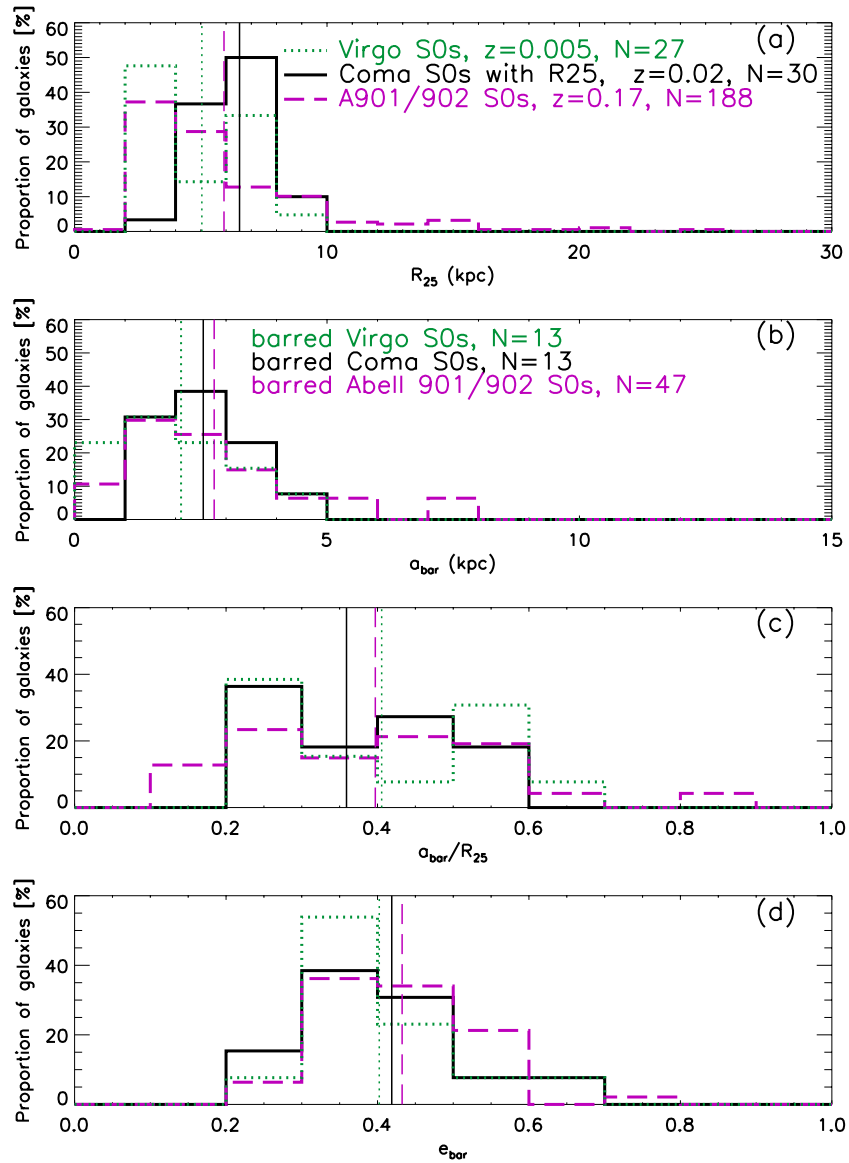 (a)
Virgo S0s, z=0.005, N=27
Coma S0s with R25, z=0.02, N=30
A901/902 S0s, z=0.17, N=188
Proportion of galaxies [%]
60
50
40
30
20
10
0
0 10 20 30
R25 (kpc)
(b)
barred Virgo S0s, N=13
barred Coma S0s, N=13
barred Abell 901/902 S0s, N=47
Proportion of galaxies [%]
60
50
40
30
20
10
0
0 5 10 15
abar (kpc)
(c)
Proportion of galaxies [%]
60
40
20
0
0.0 0.2 0.4 0.6 0.8 1.0
abar/R25
(d)
Proportion of galaxies [%]
60
40
20
0
0.0 0.2 0.4 0.6 0.8 1.0
ebar